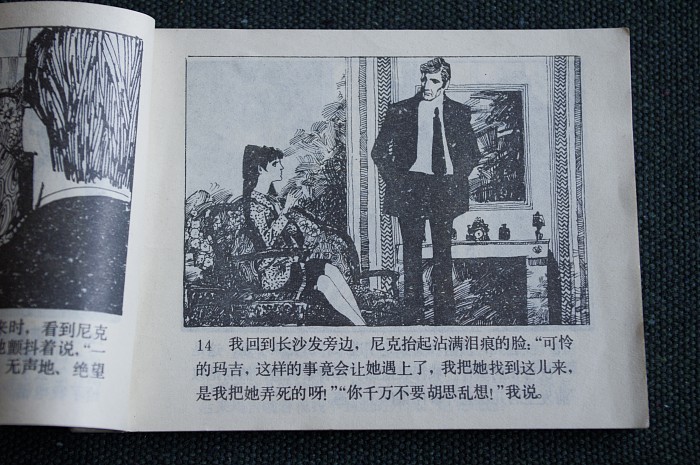 来时，看到尼克
她颤抖着说，“一
无声地、绝望
14 我回到长沙发旁边，尼克抬起沾满泪痕的脸：“可怜
的玛吉，这样的事竟会让她遇上了，我把她找到这儿来，
是我把她弄死的呀！”“你千万不要胡思乱想！”我说。